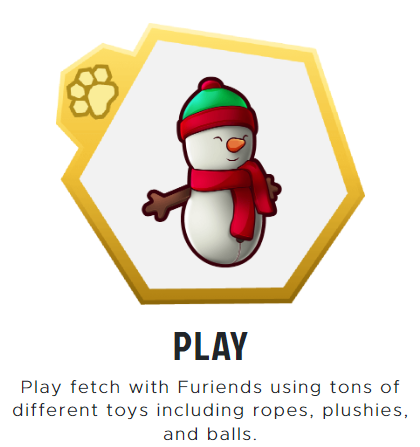 PLAY
Play fetch with Furiends using tons of
different toys including ropes, plushies,
and balls.